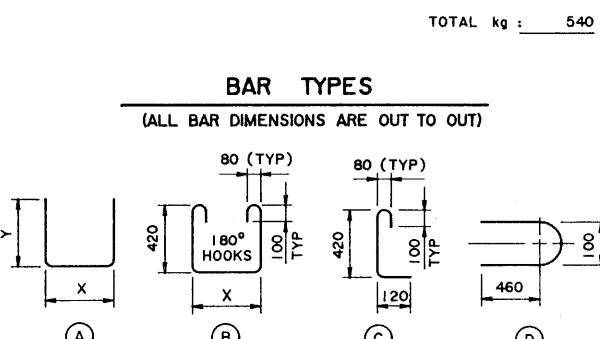 TOTAL kg : 540
BAR TYPES
(ALL BAR DIMENSIONS ARE OUT TO OUT)
80 (TYP)
80 (TYP)
Y
X
420
180° HOOKS
100 TYP
X
420
100 TYP
120
460
100
A
B
C
D